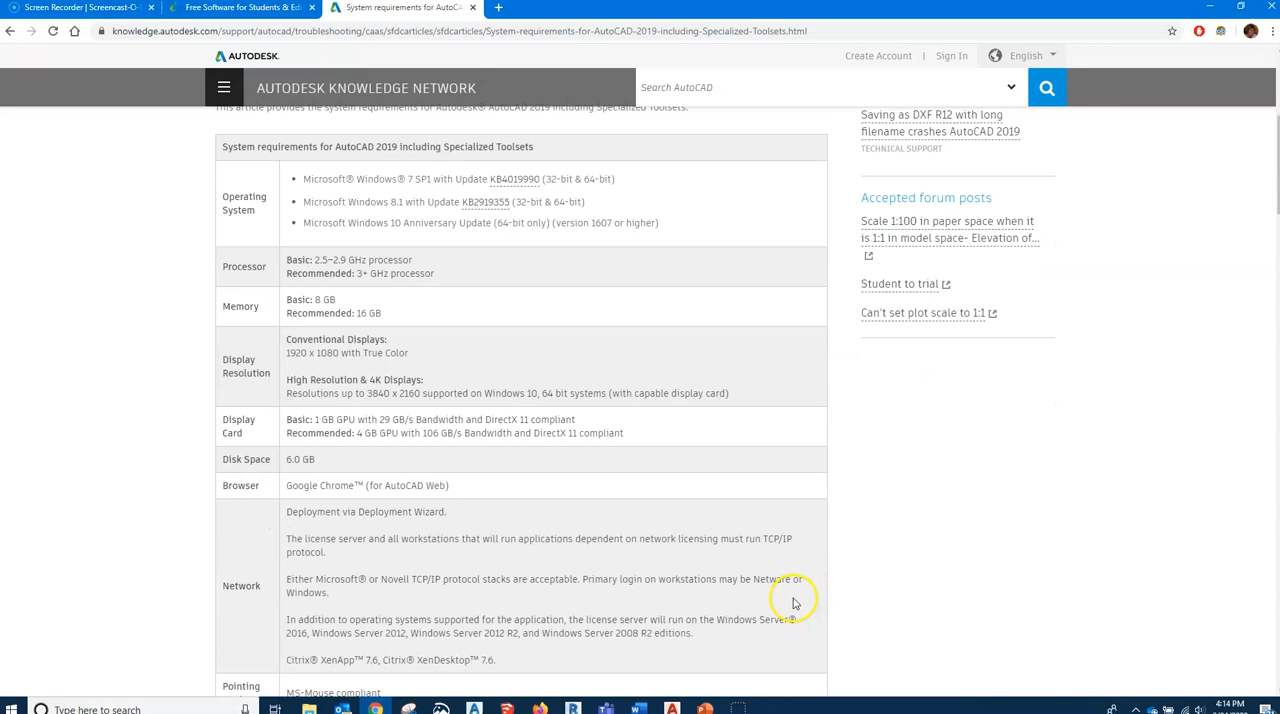 Screen Recorder | Screencast-O-
Free Software for Students & Edu
System requirements for AutoCA
knowledge.autodesk.com/support/autocad/troubleshooting/caas/sfdcarticles/sfdcarticles/System-requirements-for-AutoCAD-2019-including-Specialized-Toolsets.html
AUTODESK.
Create Account | Sign In English
AUTODESK KNOWLEDGE NETWORK
Search AutoCAD
This article provides the system requirements for Autodesk® AutoCAD 2019 including Specialized Toolsets.
System requirements for AutoCAD 2019 including Specialized Toolsets
Operating System
• Microsoft® Windows® 7 SP1 with Update KB4019990 (32-bit & 64-bit)
• Microsoft Windows 8.1 with Update KB2919355 (32-bit & 64-bit)
• Microsoft Windows 10 Anniversary Update (64-bit only) (version 1607 or higher)
Processor
Basic: 2.5–2.9 GHz processor
Recommended: 3+ GHz processor
Memory
Basic: 8 GB
Recommended: 16 GB
Display Resolution
Conventional Displays:
1920 x 1080 with True Color
High Resolution & 4K Displays:
Resolutions up to 3840 x 2160 supported on Windows 10, 64 bit systems (with capable display card)
Display Card
Basic: 1 GB GPU with 29 GB/s Bandwidth and DirectX 11 compliant
Recommended: 4 GB GPU with 106 GB/s Bandwidth and DirectX 11 compliant
Disk Space
6.0 GB
Browser
Google Chrome™ (for AutoCAD Web)
Network
Deployment via Deployment Wizard.
The license server and all workstations that will run applications dependent on network licensing must run TCP/IP
protocol.
Either Microsoft® or Novell TCP/IP protocol stacks are acceptable. Primary login on workstations may be Netware or
Windows.
In addition to operating systems supported for the application, the license server will run on the Windows Server®
2016, Windows Server 2012, Windows Server 2012 R2, and Windows Server 2008 R2 editions.
Citrix® XenApp™ 7.6, Citrix® XenDesktop™ 7.6.
Pointing
MS-Mouse compliant
Saving as DXF R12 with long
filename crashes AutoCAD 2019
TECHNICAL SUPPORT
Accepted forum posts
Scale 1:100 in paper space when it
is 1:1 in model space- Elevation of...
Student to trial
Can't set plot scale to 1:1
Type here to search
4:14 PM